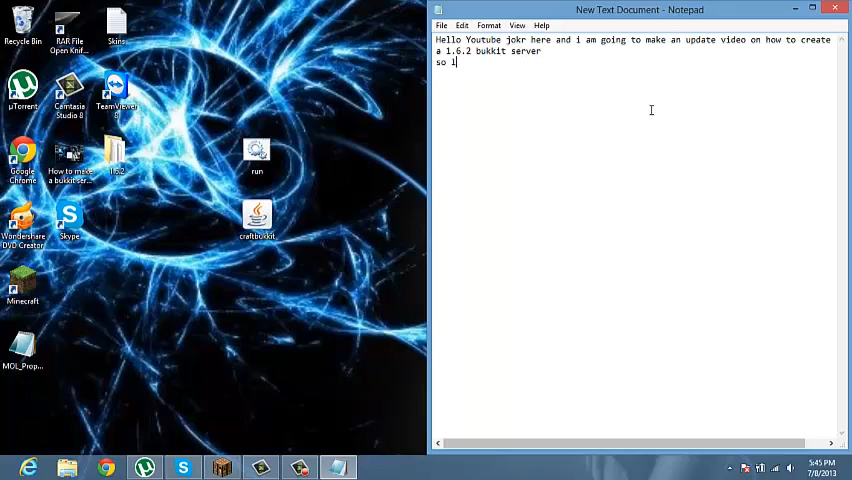 New Text Document - Notepad
File Edit Format View Help
Hello Youtube jokr here and i am going to make an update video on how to create
a 1.6.2 bukkit server
so l
Recycle Bin
RAR File
Open Knif...
Skins
µTorrent
Camtasia
Studio 8
TeamViewer
8
Google
Chrome
How to make
a bukkit ser...
1.6.2
run
Wondershare
DVD Creator
Skype
craftbukkit
Minecraft
MOL_Prop...
5:45 PM
7/8/2013